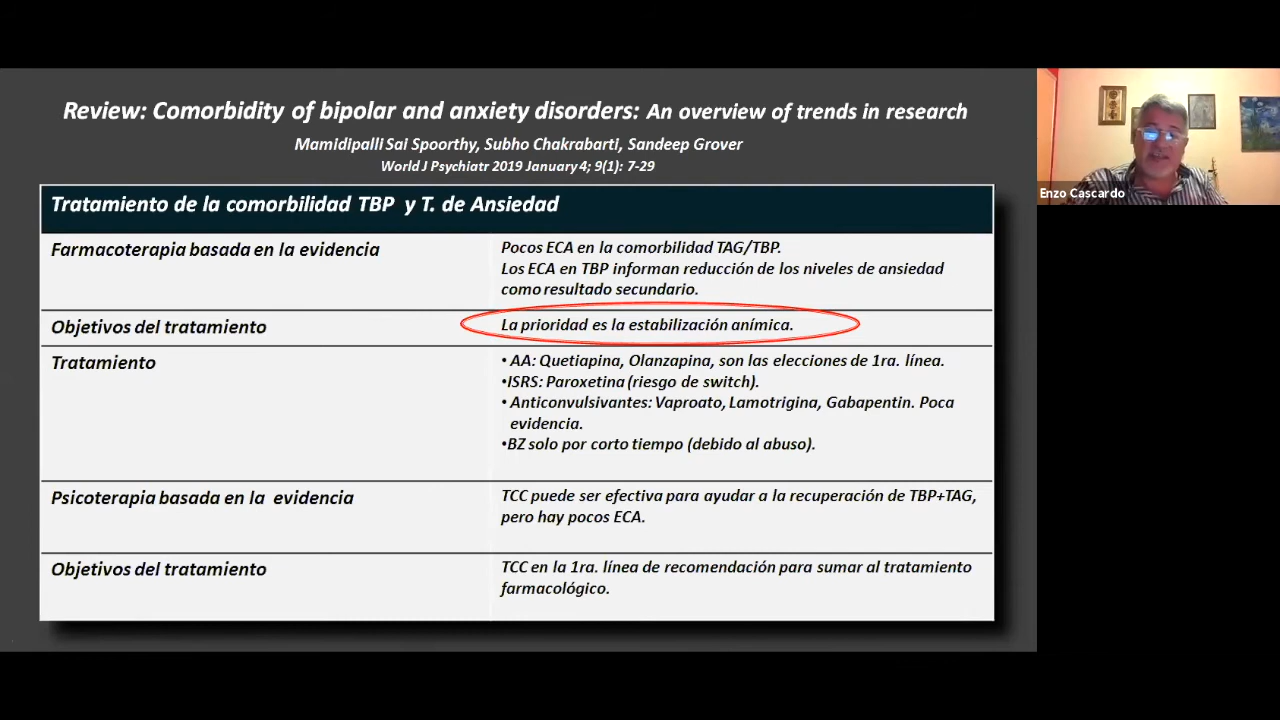 Review: Comorbidity of bipolar and anxiety disorders: An overview of trends in research
Mamidipalli Sai Spoorthy, Subho Chakrabarti, Sandeep Grover
World J Psychiatr 2019 January 4; 9(1): 7-29
Enzo Cascardo
Tratamiento de la comorbilidad TBP y T. de Ansiedad
Farmacoterapia basada en la evidencia
Pocos ECA en la comorbilidad TAG/TBP.
Los ECA en TBP informan reducción de los niveles de ansiedad
como resultado secundario.
Objetivos del tratamiento
La prioridad es la estabilización anímica.
Tratamiento
• AA: Quetiapina, Olanzapina, son las elecciones de 1ra. línea.
•ISRS: Paroxetina (riesgo de switch).
• Anticonvulsivantes: Vaproato, Lamotrigina, Gabapentin. Poca
evidencia.
• BZ solo por corto tiempo (debido al abuso).
Psicoterapia basada en la evidencia
TCC puede ser efectiva para ayudar a la recuperación de TBP+TAG,
pero hay pocos ECA.
Objetivos del tratamiento
TCC en la 1ra. línea de recomendación para sumar al tratamiento
farmacológico.